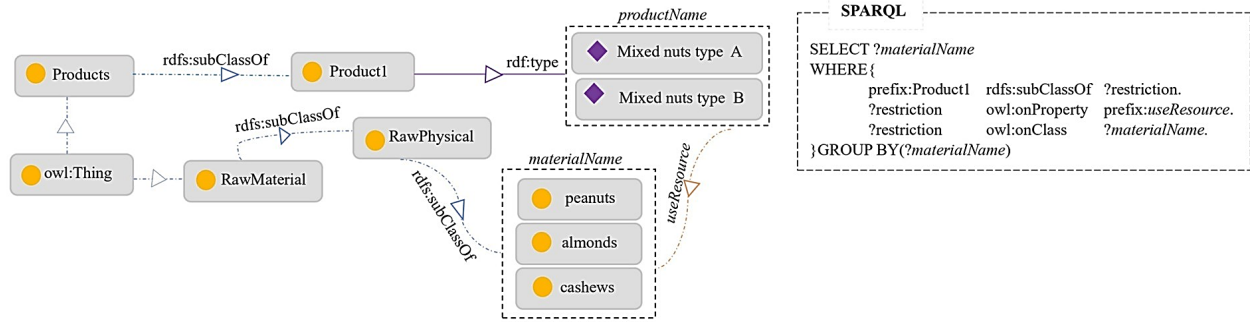 productName
Mixed nuts type A
Mixed nuts type B
Products
rdfs:subClassOf
Product1
rdf:type
owl:Thing
RawMaterial
rdfs:subClassOf
RawPhysical
rdfs:subClassOf
materialName
peanuts
almonds
cashews
useResource
SPARQL
SELECT ?materialName
WHERE{
prefix:Product1 rdfs:subClassOf ?restriction.
?restriction owl:onProperty prefix:useResource.
?restriction owl:onClass ?materialName.
}GROUP BY(?materialName)